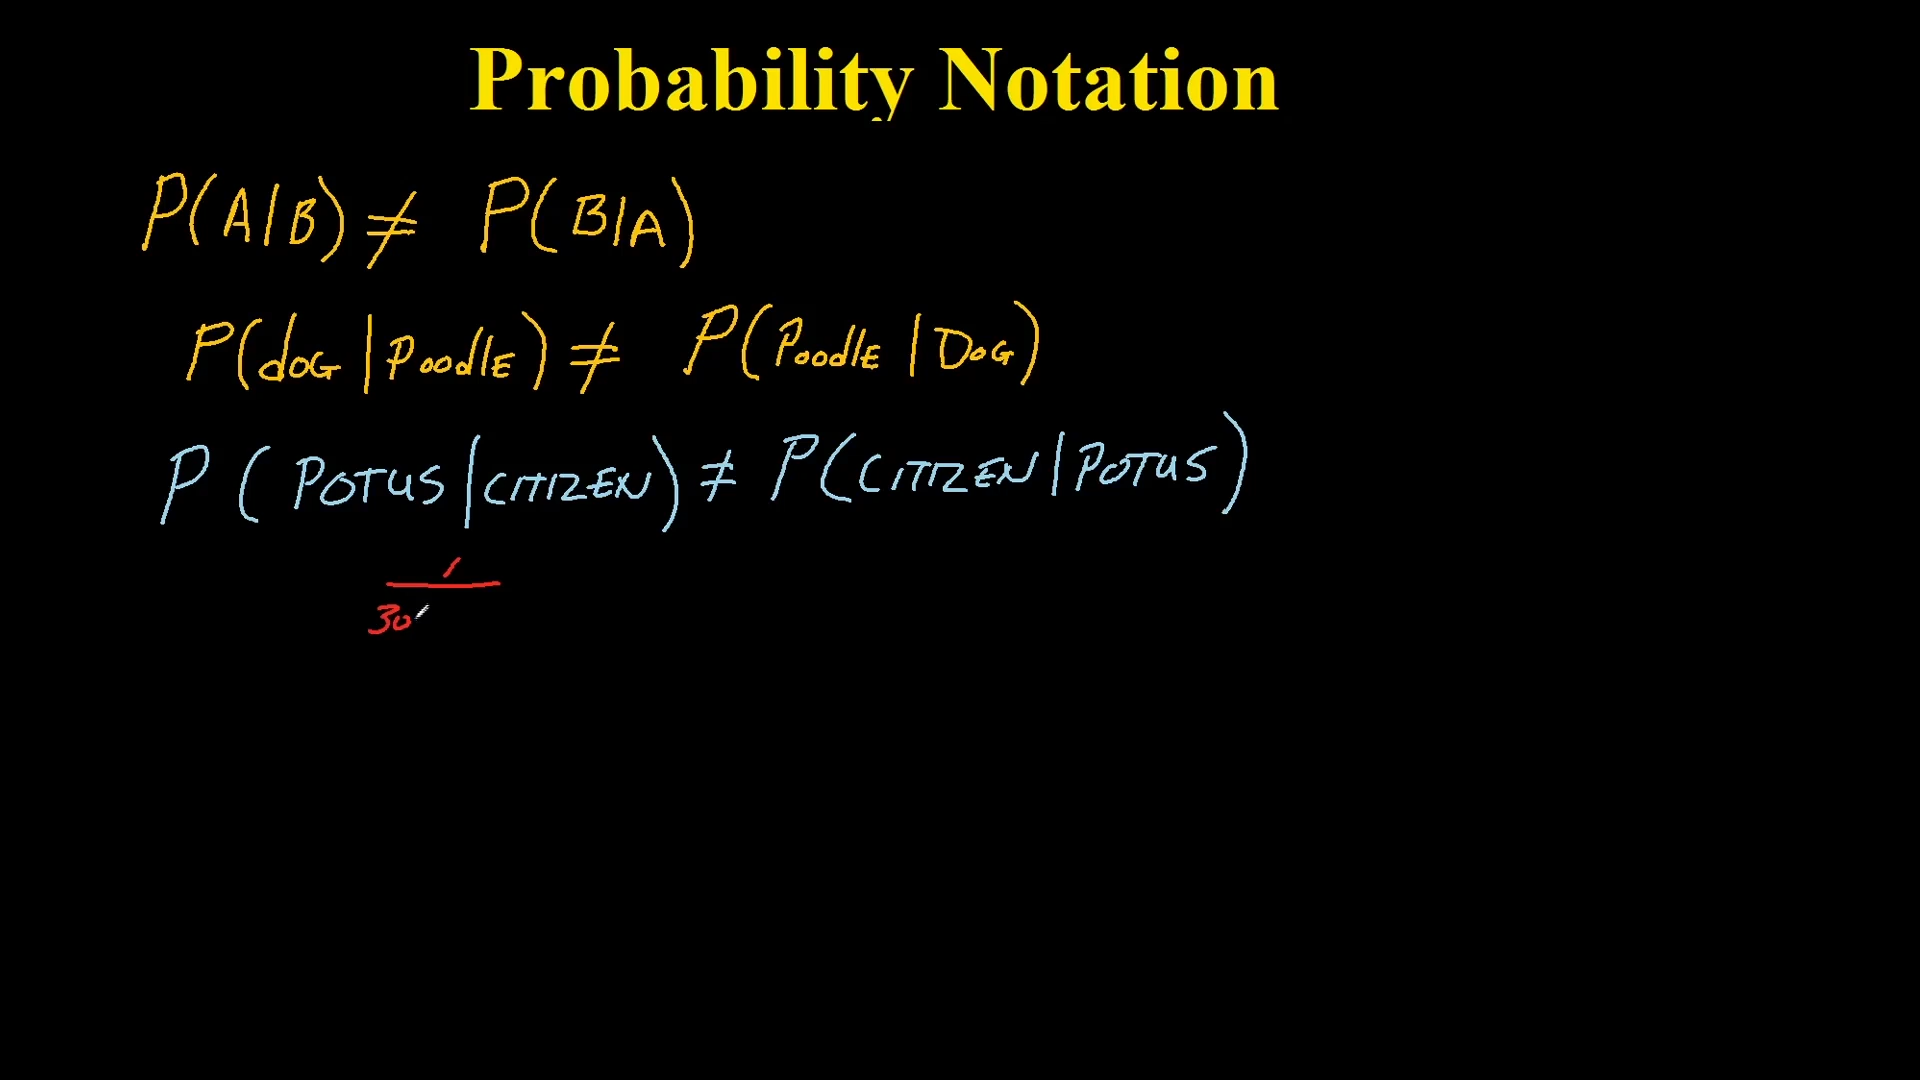 Probability Notation
P(A|B) ≠ P(B|A)
P(dOG | POOdlE) ≠ P(POOdlE | DOG)
P(POTUS|CITIZEN) ≠ P(CITIZEN|POTUS)
1
30